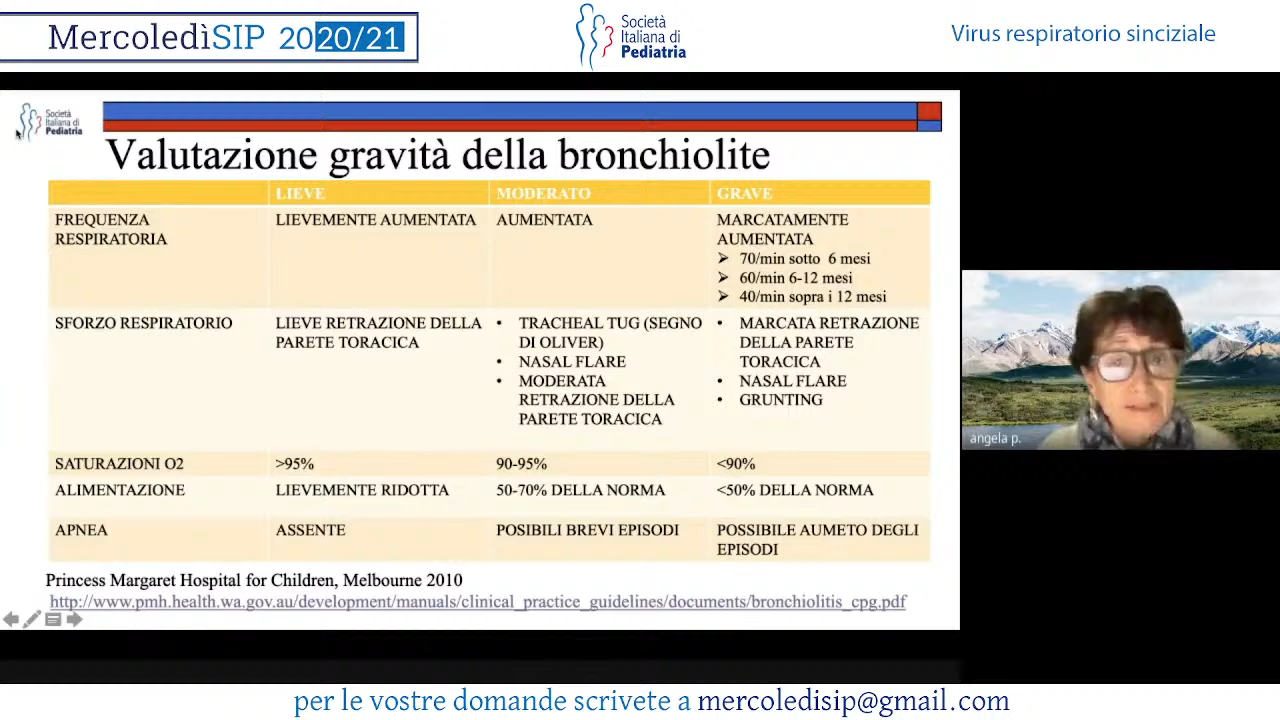 MercoledìSIP 2020/21
Società
Italiana di
Pediatria
Virus respiratorio sinciziale
Società
Italiana di
Pediatria
Valutazione gravità della bronchiolite
LIEVE
MODERATO
GRAVE
FREQUENZA
RESPIRATORIA
LIEVEMENTE AUMENTATA
AUMENTATA
MARCATAMENTE
AUMENTATA
➢ 70/min sotto 6 mesi
➢ 60/min 6-12 mesi
➢ 40/min sopra i 12 mesi
SFORZO RESPIRATORIO
LIEVE RETRAZIONE DELLA
PARETE TORACICA
• TRACHEAL TUG (SEGNO
DI OLIVER)
• NASAL FLARE
• MODERATA
RETRAZIONE DELLA
PARETE TORACICA
• MARCATA RETRAZIONE
DELLA PARETE
TORACICA
• NASAL FLARE
• GRUNTING
SATURAZIONI O2
>95%
90-95%
<90%
ALIMENTAZIONE
LIEVEMENTE RIDOTTA
50-70% DELLA NORMA
<50% DELLA NORMA
APNEA
ASSENTE
POSIBILI BREVI EPISODI
POSSIBILE AUMETO DEGLI
EPISODI
Princess Margaret Hospital for Children, Melbourne 2010
http://www.pmh.health.wa.gov.au/development/manuals/clinical_practice_guidelines/documents/bronchiolitis_cpg.pdf
angela p.
per le vostre domande scrivete a mercoledisip@gmail.com